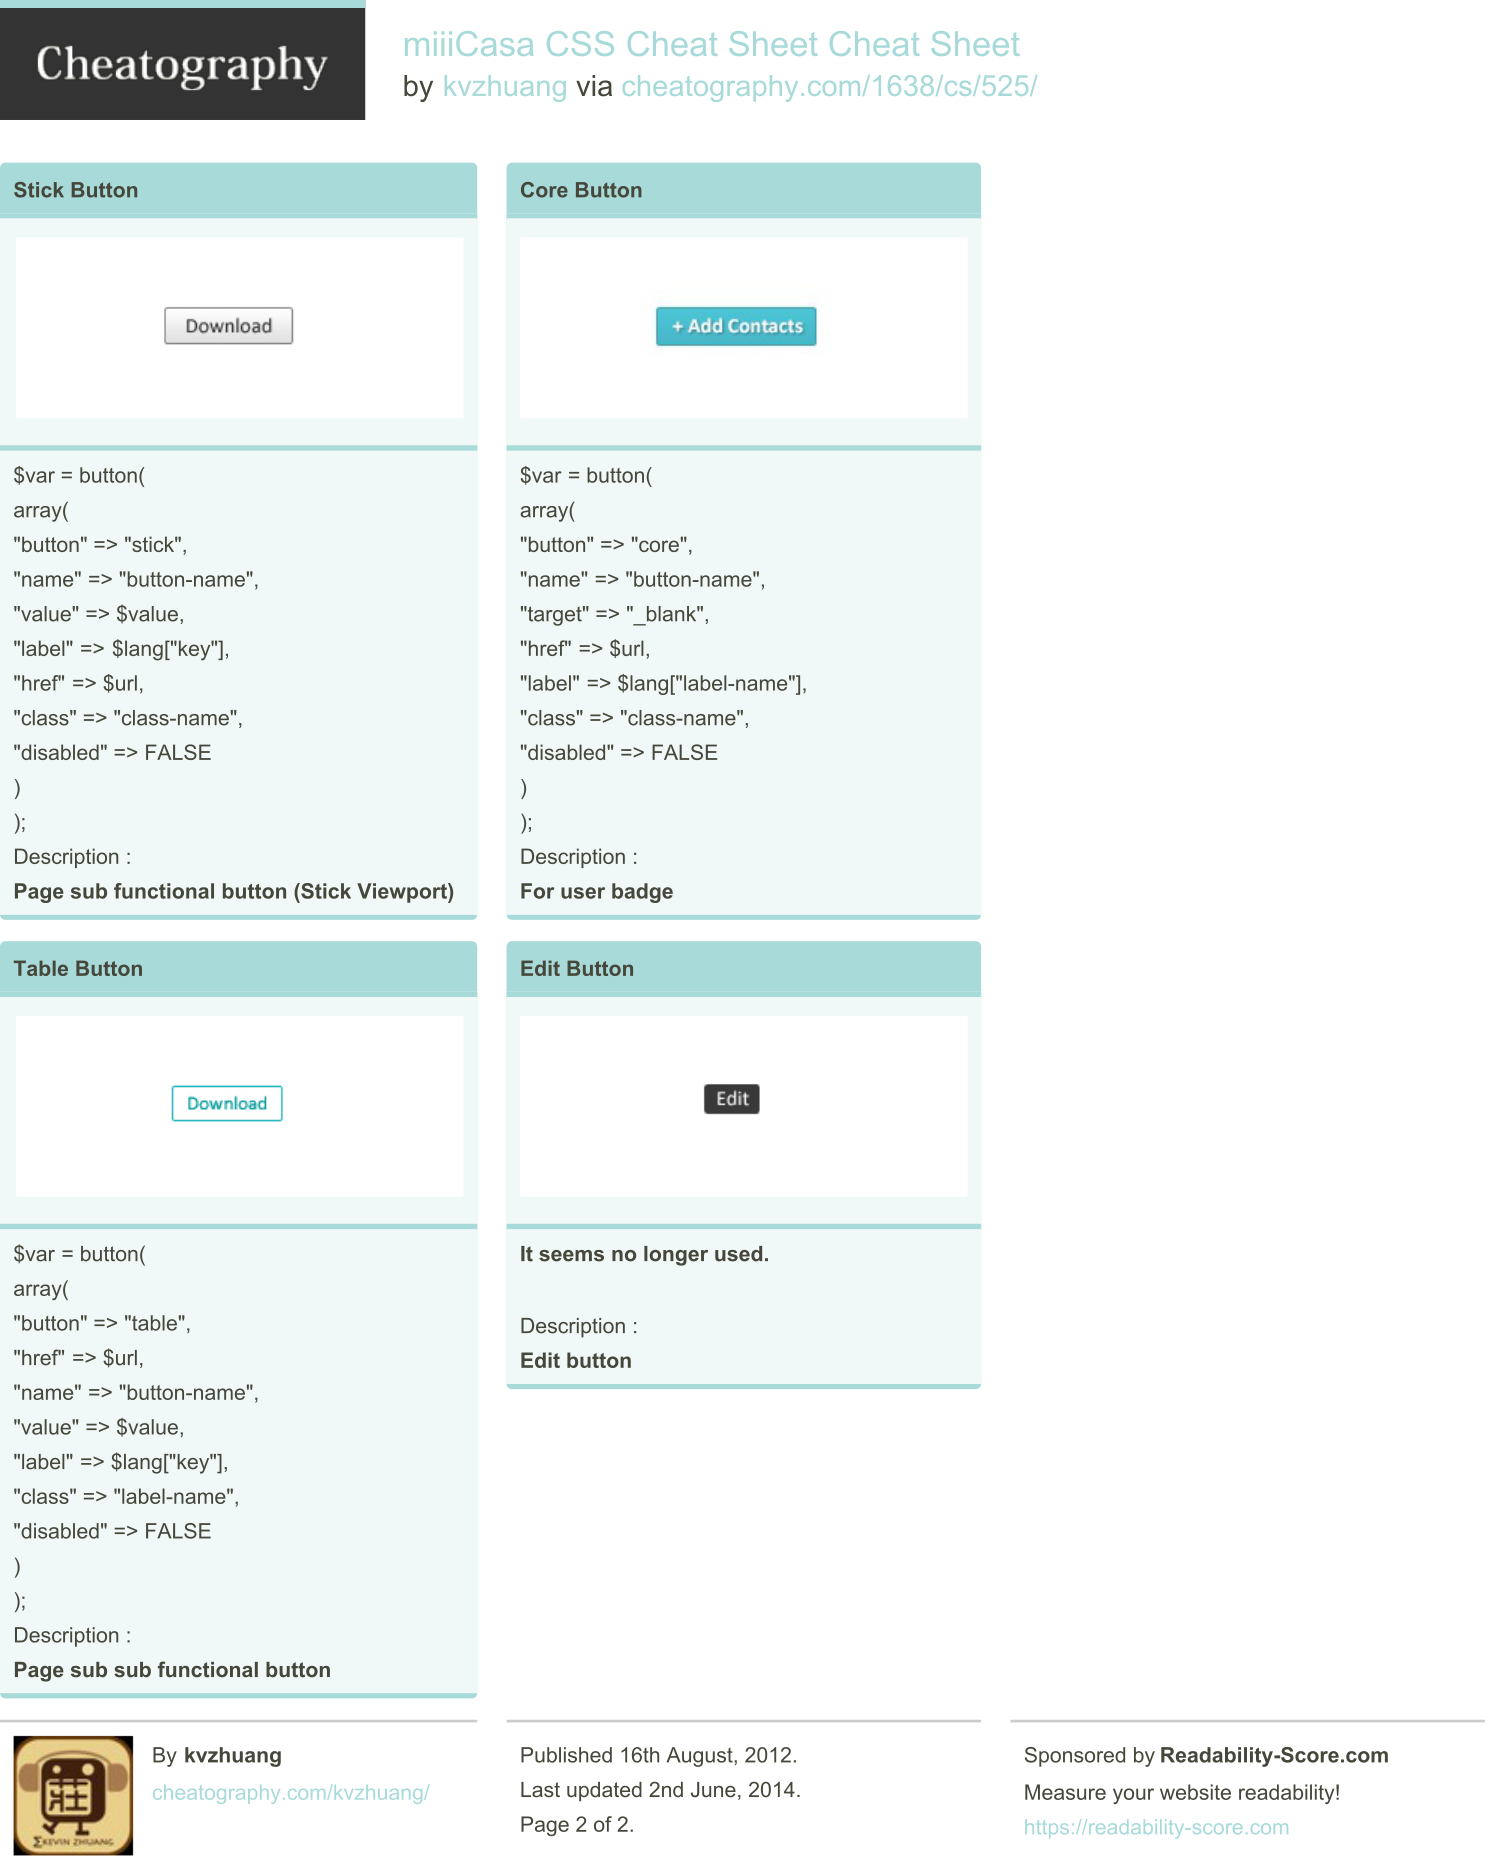 Cheatography
miiiCasa CSS Cheat Sheet Cheat Sheet
by kvzhuang via cheatography.com/1638/cs/525/
Stick Button
Download
$var = button(
array(
"button" => "stick",
"name" => "button-name",
"value" => $value,
"label" => $lang["key"],
"href" => $url,
"class" => "class-name",
"disabled" => FALSE
)
);
Description :
Page sub functional button (Stick Viewport)
Table Button
Download
$var = button(
array(
"button" => "table",
"href" => $url,
"name" => "button-name",
"value" => $value,
"label" => $lang["key"],
"class" => "label-name",
"disabled" => FALSE
)
);
Description :
Page sub sub functional button
Core Button
+ Add Contacts
$var = button(
array(
"button" => "core",
"name" => "button-name",
"target" => "_blank",
"href" => $url,
"label" => $lang["label-name"],
"class" => "class-name",
"disabled" => FALSE
)
);
Description :
For user badge
Edit Button
Edit
It seems no longer used.
Description :
Edit button
莊
ΣKEVIN ZHUANG
By kvzhuang
cheatography.com/kvzhuang/
Published 16th August, 2012.
Last updated 2nd June, 2014.
Page 2 of 2.
Sponsored by Readability-Score.com
Measure your website readability!
https://readability-score.com